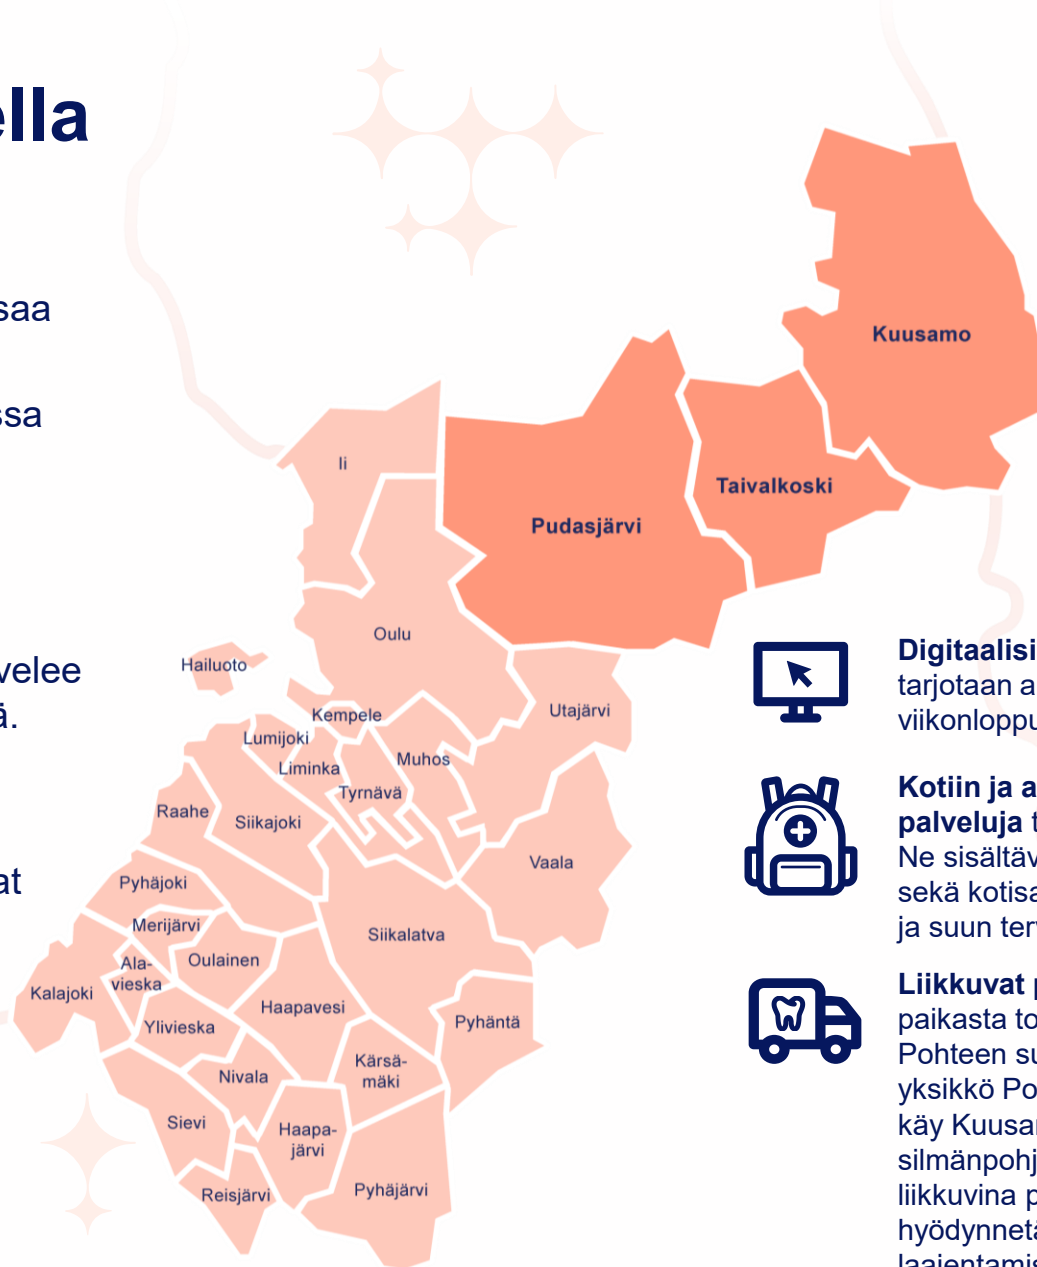 ella
saa
ssa
velee
ä.
at
Kuusamo
Ii
Taivalkoski
Pudasjärvi
Oulu
Hailuoto
Utajärvi
Kempele
Lumijoki
Liminka
Muhos
Tyrnävä
Raahe
Siikajoki
Vaala
Pyhäjoki
Merijärvi
Siikalatva
Ala-
vieska
Oulainen
Kalajoki
Haapavesi
Ylivieska
Pyhäntä
Kärsä-
mäki
Nivala
Sievi
Haapa-
järvi
Reisjärvi
Pyhäjärvi
Digitaalisi
tarjotaan a
viikonloppu
Kotiin ja a
palveluja t
Ne sisältäv
sekä kotisa
ja suun terv
Liikkuvat p
paikasta to
Pohteen su
yksikkö Po
käy Kuusam
silmänpohj
liikkuvina p
hyödynnetä
laajentamis